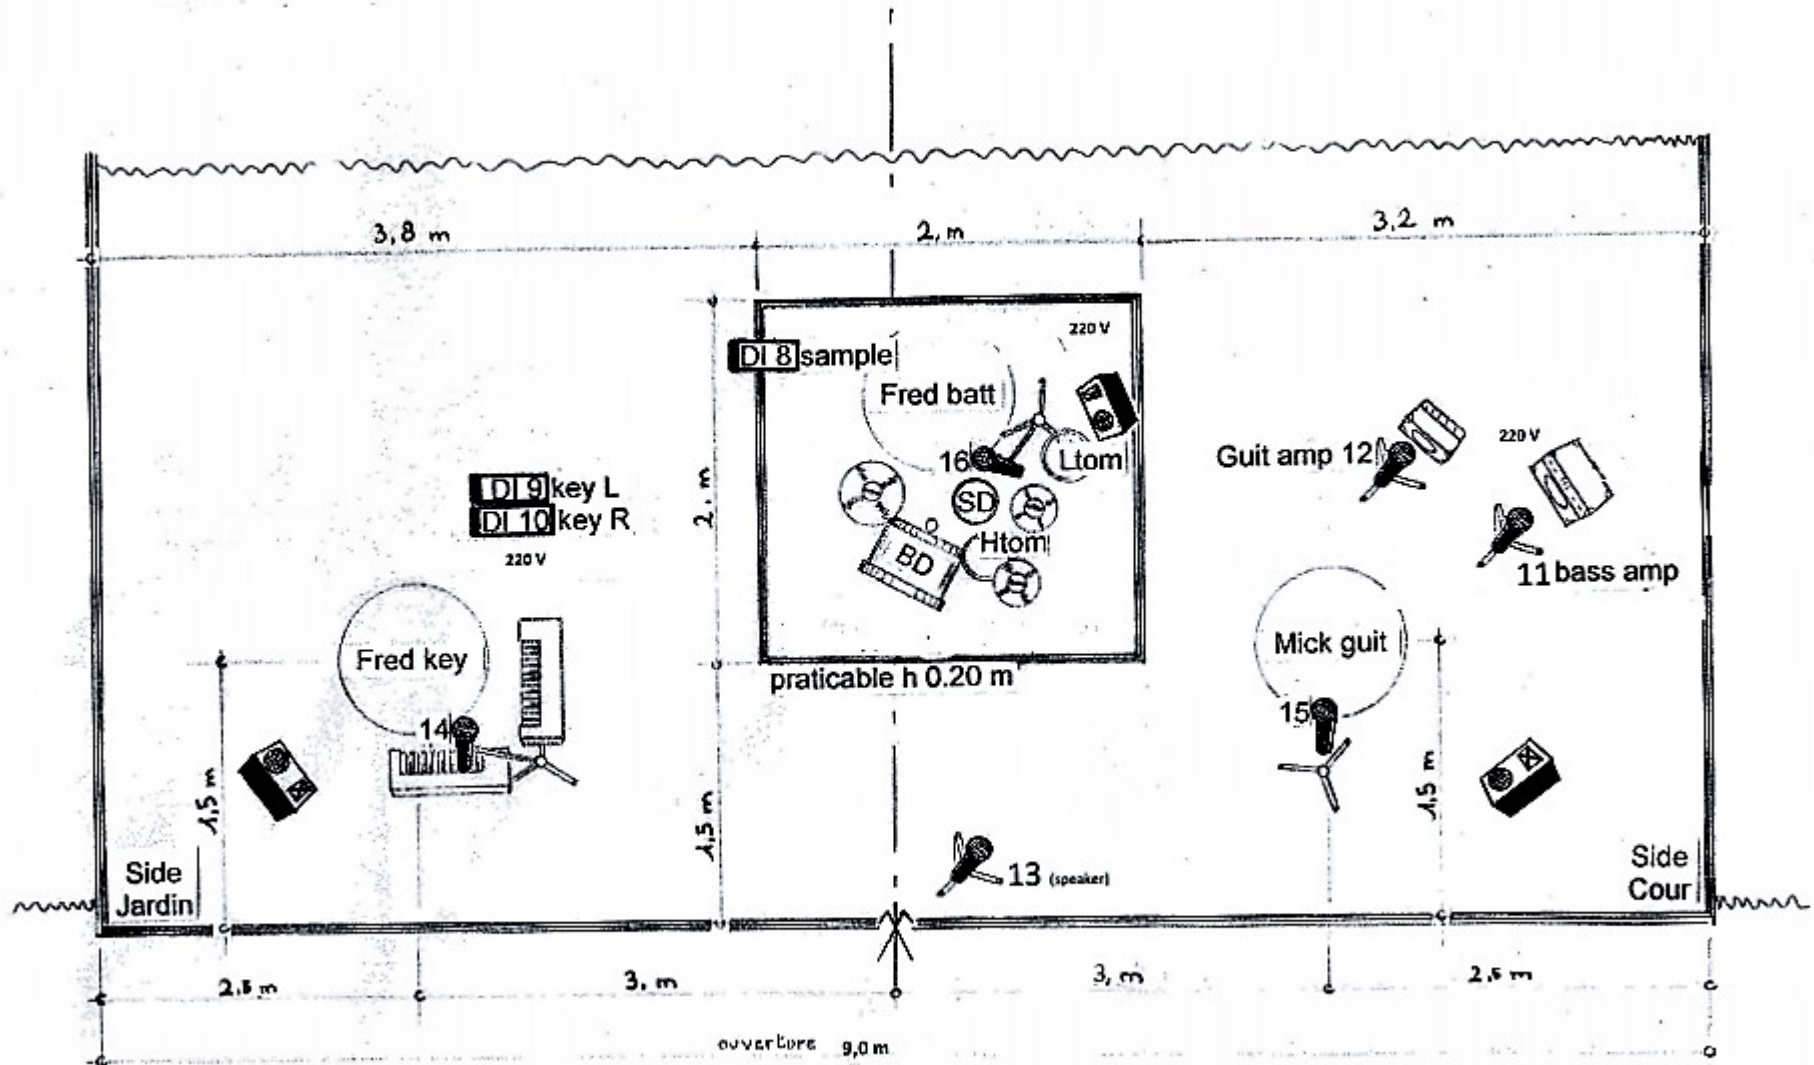 3,8 m
2, m
3,2 m
220 V
DI 8 sample
Fred batt
16
Ltom
Guit amp 12
220 V
DI 9 key L
DI 10 key R
SD
2, m
Htom
BD
220 V
11 bass amp
Fred key
Mick guit
praticable h 0.20 m
14
15
1,5 m
1,5 m
1,5 m
13 (speaker)
Side
Jardin
Side
Cour
2,5 m
3, m
3, m
2,5 m
ouverture 9,0 m